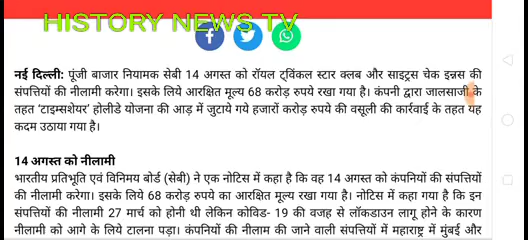 HISTORY NEWS TV
नई दिल्ली: पूंजी बाजार नियामक सेबी 14 अगस्त को रॉयल ट्विंकल स्टार क्लब और साइट्रस चेक इन्नस की
संपत्तियों की नीलामी करेगा। इसके लिये आरक्षित मूल्य 68 करोड़ रुपये रखा गया है। कंपनी द्वारा जालसाजी के
तहत ‘टाइम्सशेयर’ होलीडे योजना की आड़ में जुटाये गये हजारों करोड़ रुपये की वसूली की कार्रवाई के तहत यह
कदम उठाया गया है।
14 अगस्त को नीलामी
भारतीय प्रतिभूति एवं विनिमय बोर्ड (सेबी) ने एक नोटिस में कहा है कि वह 14 अगस्त को कंपनियों की संपत्तियों
की नीलामी करेगा। इसके लिये 68 करोड़ रुपये का आरक्षित मूल्य रखा गया है। नोटिस में कहा गया है कि इन
संपत्तियों की नीलामी 27 मार्च को होनी थी लेकिन कोविड- 19 की वजह से लॉकडाउन लागू होने के कारण
नीलामी को आगे के लिये टालना पड़ा। कंपनियों की नीलाम की जाने वाली संपत्तियों में महाराष्ट्र में मुंबई और